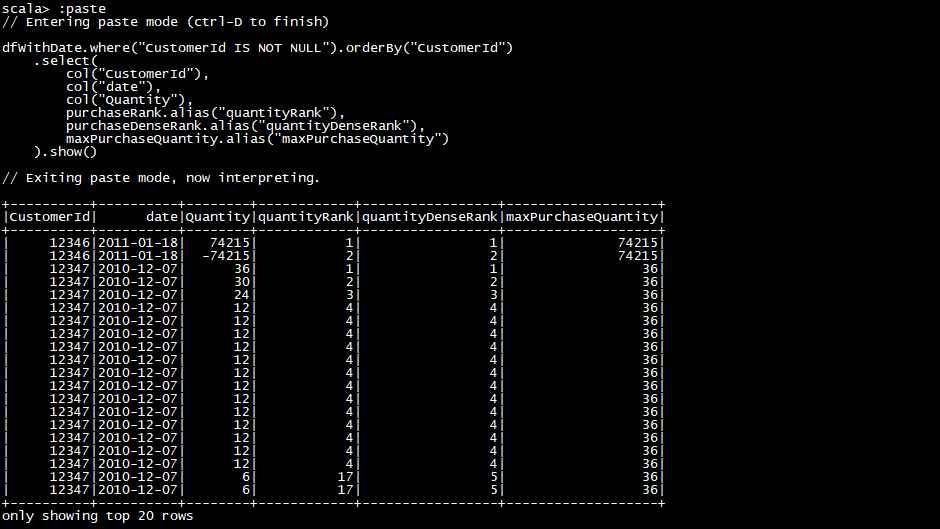 scala> :paste
// Entering paste mode (ctrl-D to finish)

dfWithDate.where("CustomerId IS NOT NULL").orderBy("CustomerId")
    .select(
        col("CustomerId"),
        col("date"),
        col("Quantity"),
        purchaseRank.alias("quantityRank"),
        purchaseDenseRank.alias("quantityDenseRank"),
        maxPurchaseQuantity.alias("maxPurchaseQuantity")
    ).show()

// Exiting paste mode, now interpreting.

+----------+----------+--------+------------+-----------------+-------------------+
|CustomerId|      date|Quantity|quantityRank|quantityDenseRank|maxPurchaseQuantity|
+----------+----------+--------+------------+-----------------+-------------------+
|     12346|2011-01-18|   74215|           1|                1|              74215|
|     12346|2011-01-18|  -74215|           2|                2|              74215|
|     12347|2010-12-07|      36|           1|                1|                 36|
|     12347|2010-12-07|      30|           2|                2|                 36|
|     12347|2010-12-07|      24|           3|                3|                 36|
|     12347|2010-12-07|      12|           4|                4|                 36|
|     12347|2010-12-07|      12|           4|                4|                 36|
|     12347|2010-12-07|      12|           4|                4|                 36|
|     12347|2010-12-07|      12|           4|                4|                 36|
|     12347|2010-12-07|      12|           4|                4|                 36|
|     12347|2010-12-07|      12|           4|                4|                 36|
|     12347|2010-12-07|      12|           4|                4|                 36|
|     12347|2010-12-07|      12|           4|                4|                 36|
|     12347|2010-12-07|      12|           4|                4|                 36|
|     12347|2010-12-07|      12|           4|                4|                 36|
|     12347|2010-12-07|      12|           4|                4|                 36|
|     12347|2010-12-07|      12|           4|                4|                 36|
|     12347|2010-12-07|      12|           4|                4|                 36|
|     12347|2010-12-07|       6|          17|                5|                 36|
|     12347|2010-12-07|       6|          17|                5|                 36|
+----------+----------+--------+------------+-----------------+-------------------+
only showing top 20 rows